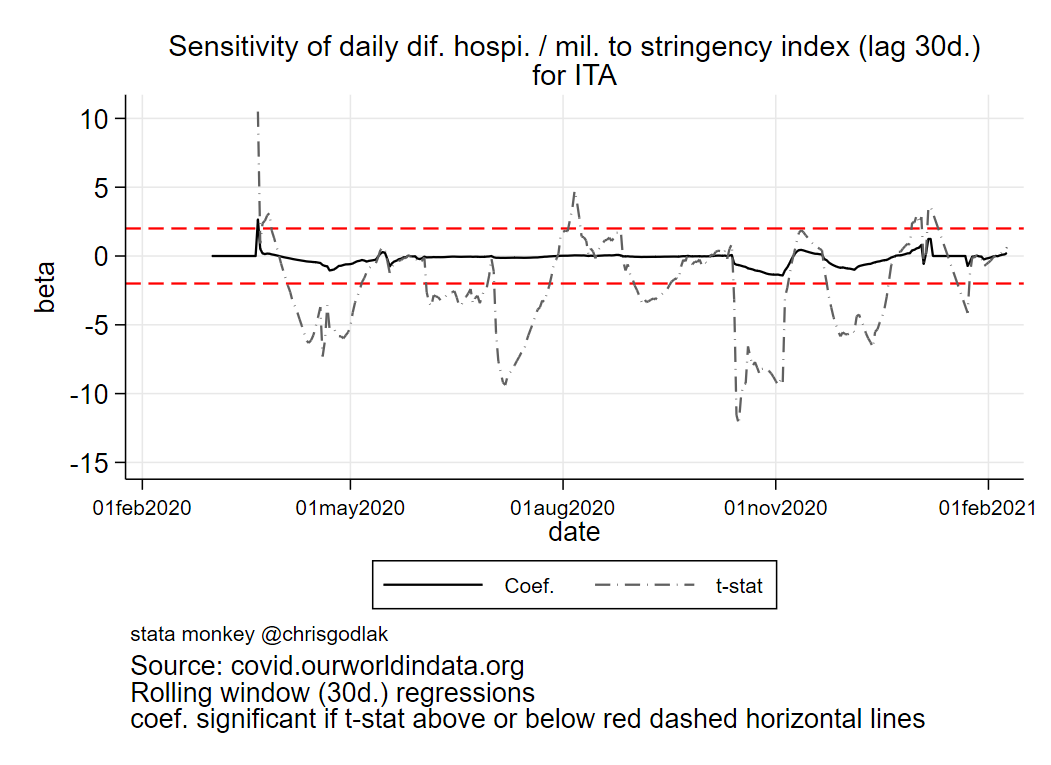 Sensitivity of daily dif. hospi. / mil. to stringency index (lag 30d.)
for ITA
10
5
0
-5
-10
-15
beta
01feb2020
01may2020
01aug2020
01nov2020
01feb2021
date
Coef.
t-stat
stata monkey @chrisgodlak
Source: covid.ourworldindata.org
Rolling window (30d.) regressions
coef. significant if t-stat above or below red dashed horizontal lines